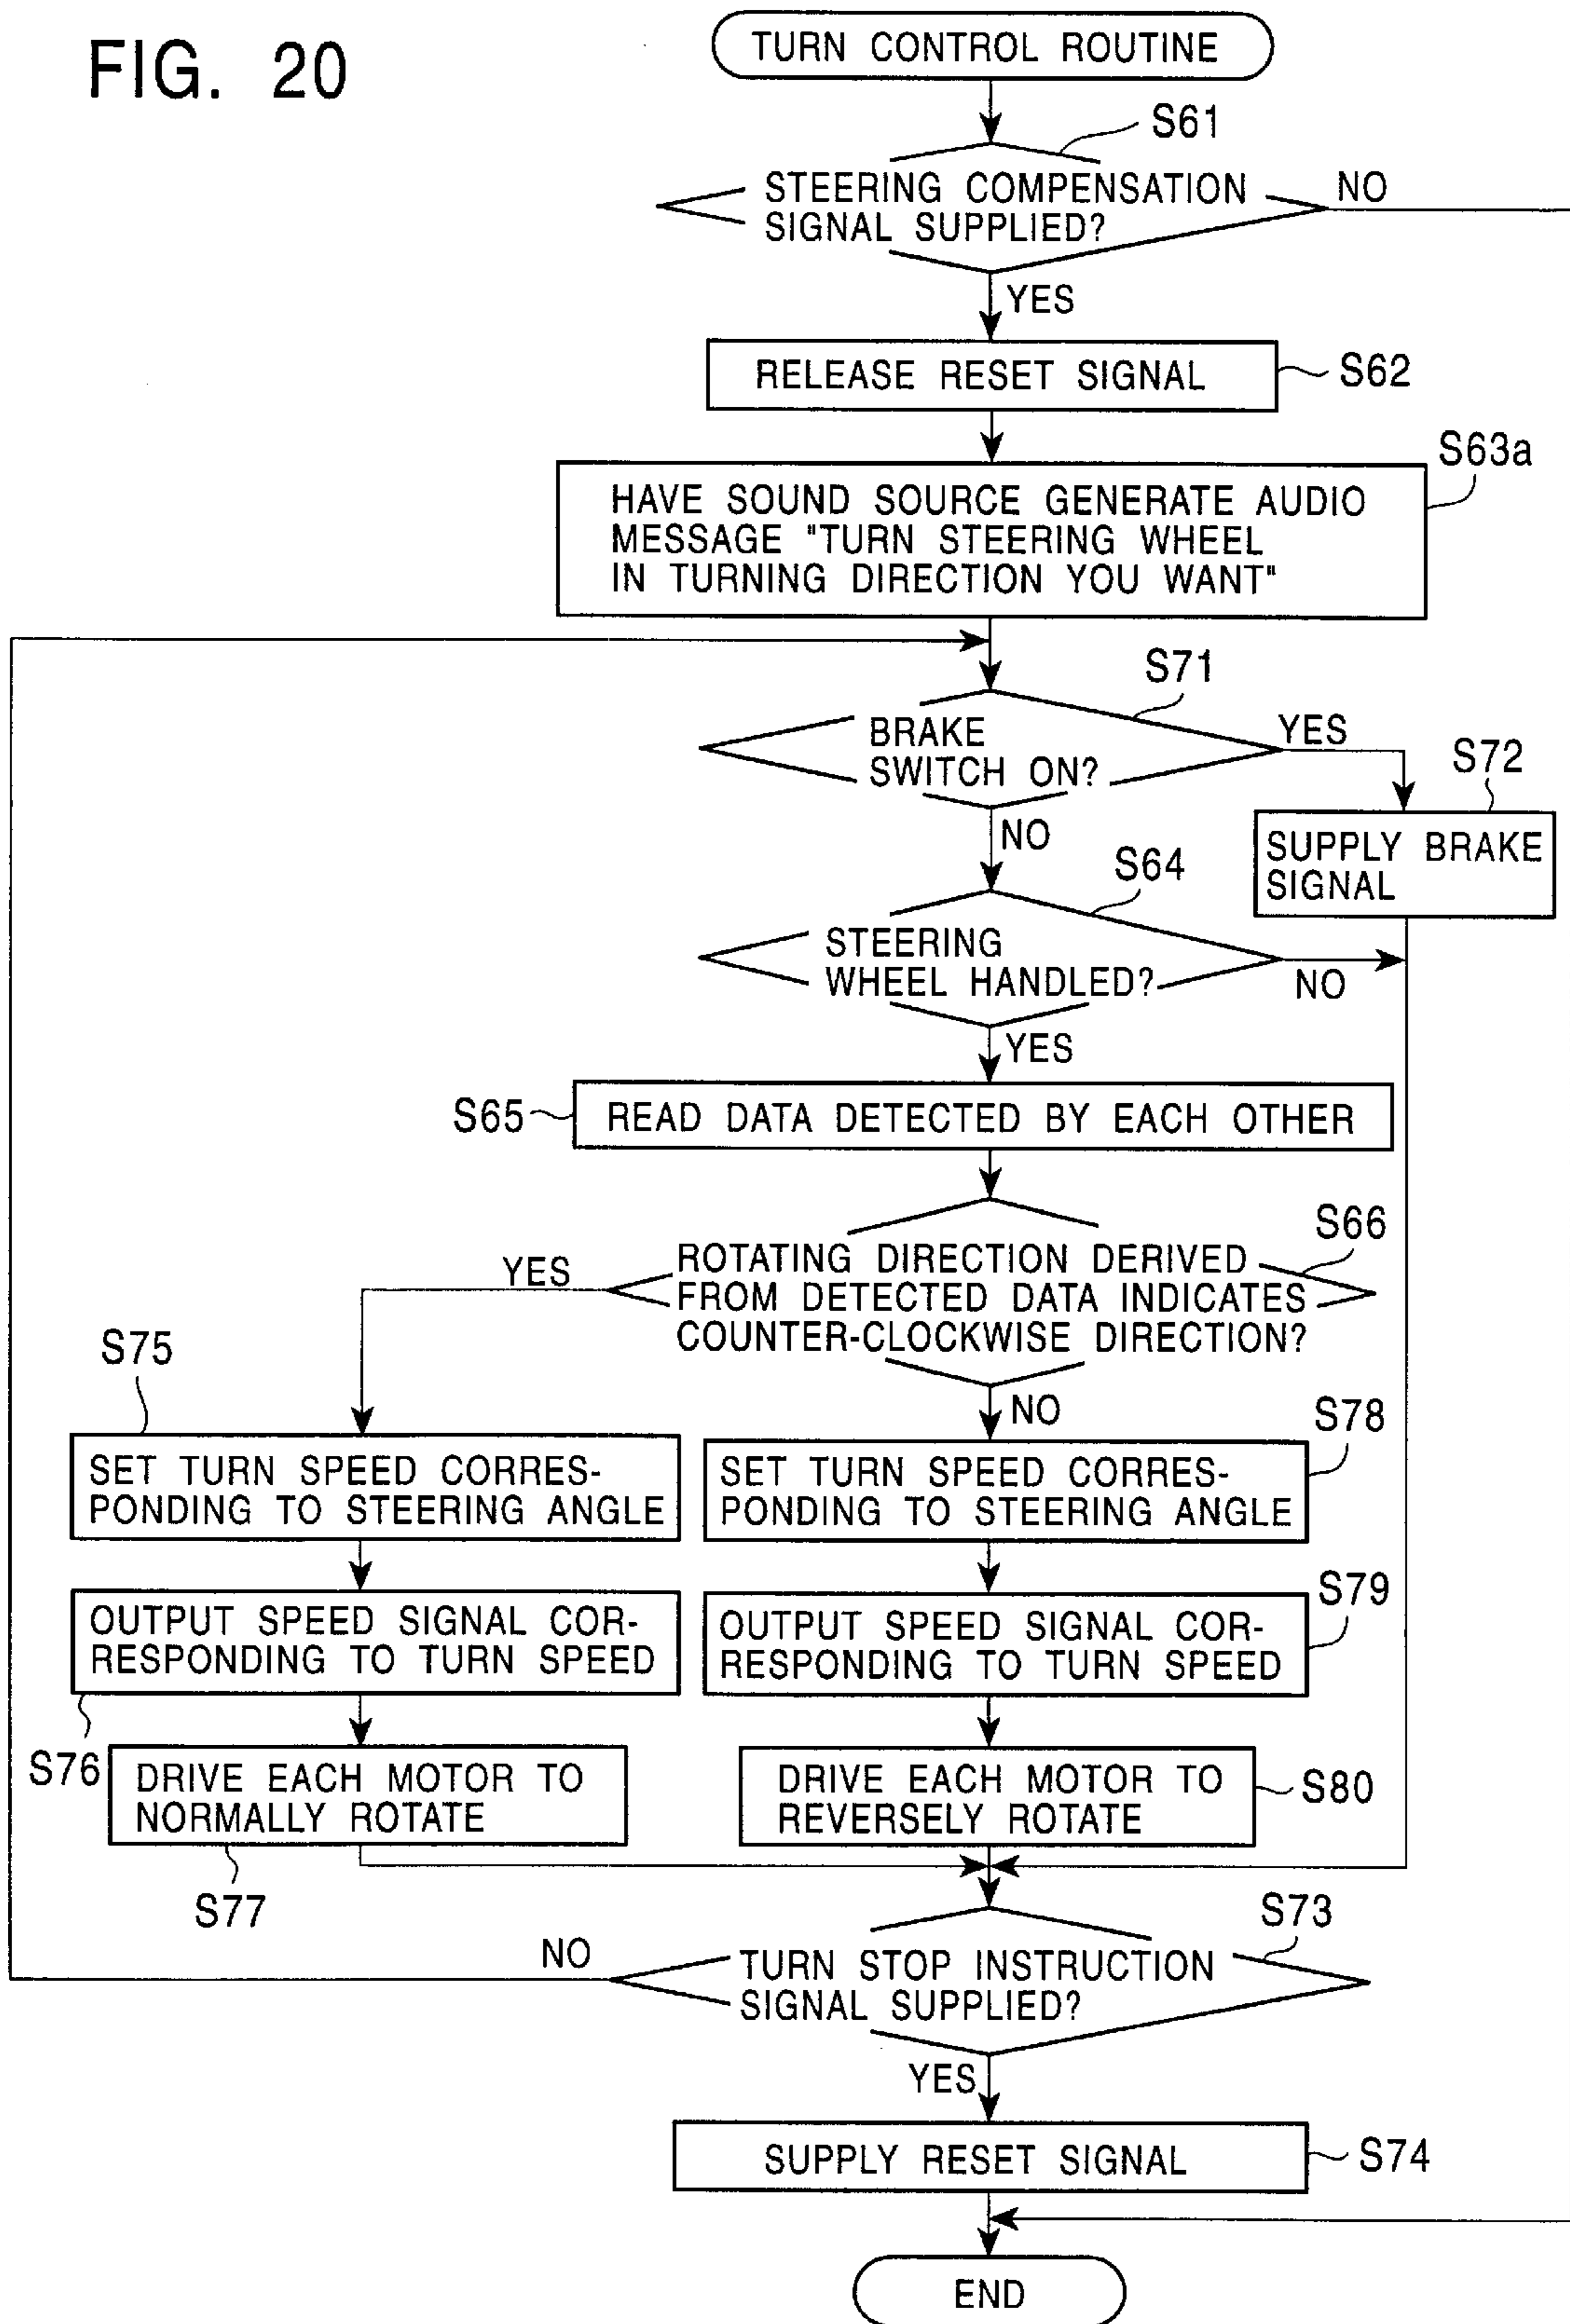 FIG. 20
TURN CONTROL ROUTINE
S61
STEERING COMPENSATION
SIGNAL SUPPLIED?
NO
YES
RELEASE RESET SIGNAL
S62
S63a
HAVE SOUND SOURCE GENERATE AUDIO
MESSAGE "TURN STEERING WHEEL
IN TURNING DIRECTION YOU WANT"
S71
BRAKE
SWITCH ON?
YES
S72
NO
SUPPLY BRAKE
SIGNAL
S64
STEERING
WHEEL HANDLED?
NO
YES
S65
READ DATA DETECTED BY EACH OTHER
S66
YES
ROTATING DIRECTION DERIVED
FROM DETECTED DATA INDICATES
COUNTER-CLOCKWISE DIRECTION?
S75
NO
S78
SET TURN SPEED CORRES-
PONDING TO STEERING ANGLE
SET TURN SPEED CORRES-
PONDING TO STEERING ANGLE
S79
OUTPUT SPEED SIGNAL COR-
RESPONDING TO TURN SPEED
OUTPUT SPEED SIGNAL COR-
RESPONDING TO TURN SPEED
S76
DRIVE EACH MOTOR TO
NORMALLY ROTATE
DRIVE EACH MOTOR TO
REVERSELY ROTATE
S80
S77
S73
NO
TURN STOP INSTRUCTION
SIGNAL SUPPLIED?
YES
SUPPLY RESET SIGNAL
S74
END